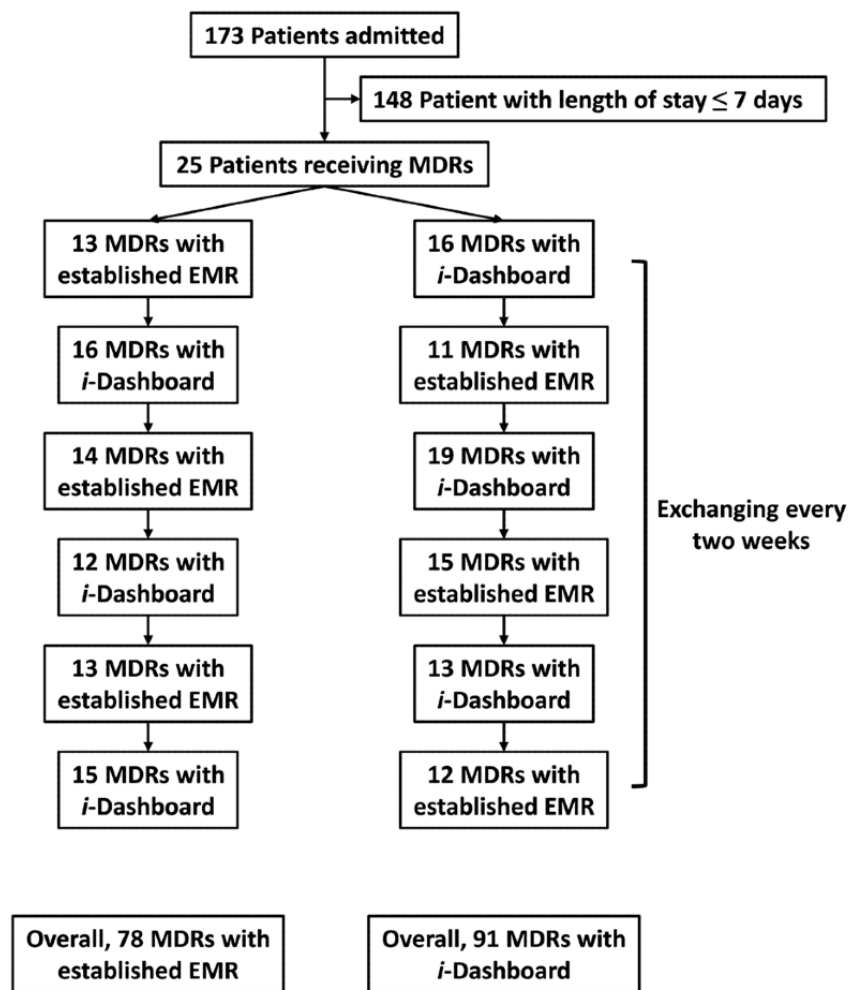 173 Patients admitted
148 Patient with length of stay ≤ 7 days
25 Patients receiving MDRs
13 MDRs with
established EMR
16 MDRs with
i-Dashboard
16 MDRs with
i-Dashboard
11 MDRs with
established EMR
14 MDRs with
established EMR
19 MDRs with
i-Dashboard
Exchanging every
two weeks
12 MDRs with
i-Dashboard
15 MDRs with
established EMR
13 MDRs with
established EMR
13 MDRs with
i-Dashboard
15 MDRs with
i-Dashboard
12 MDRs with
established EMR
Overall, 78 MDRs with
established EMR
Overall, 91 MDRs with
i-Dashboard